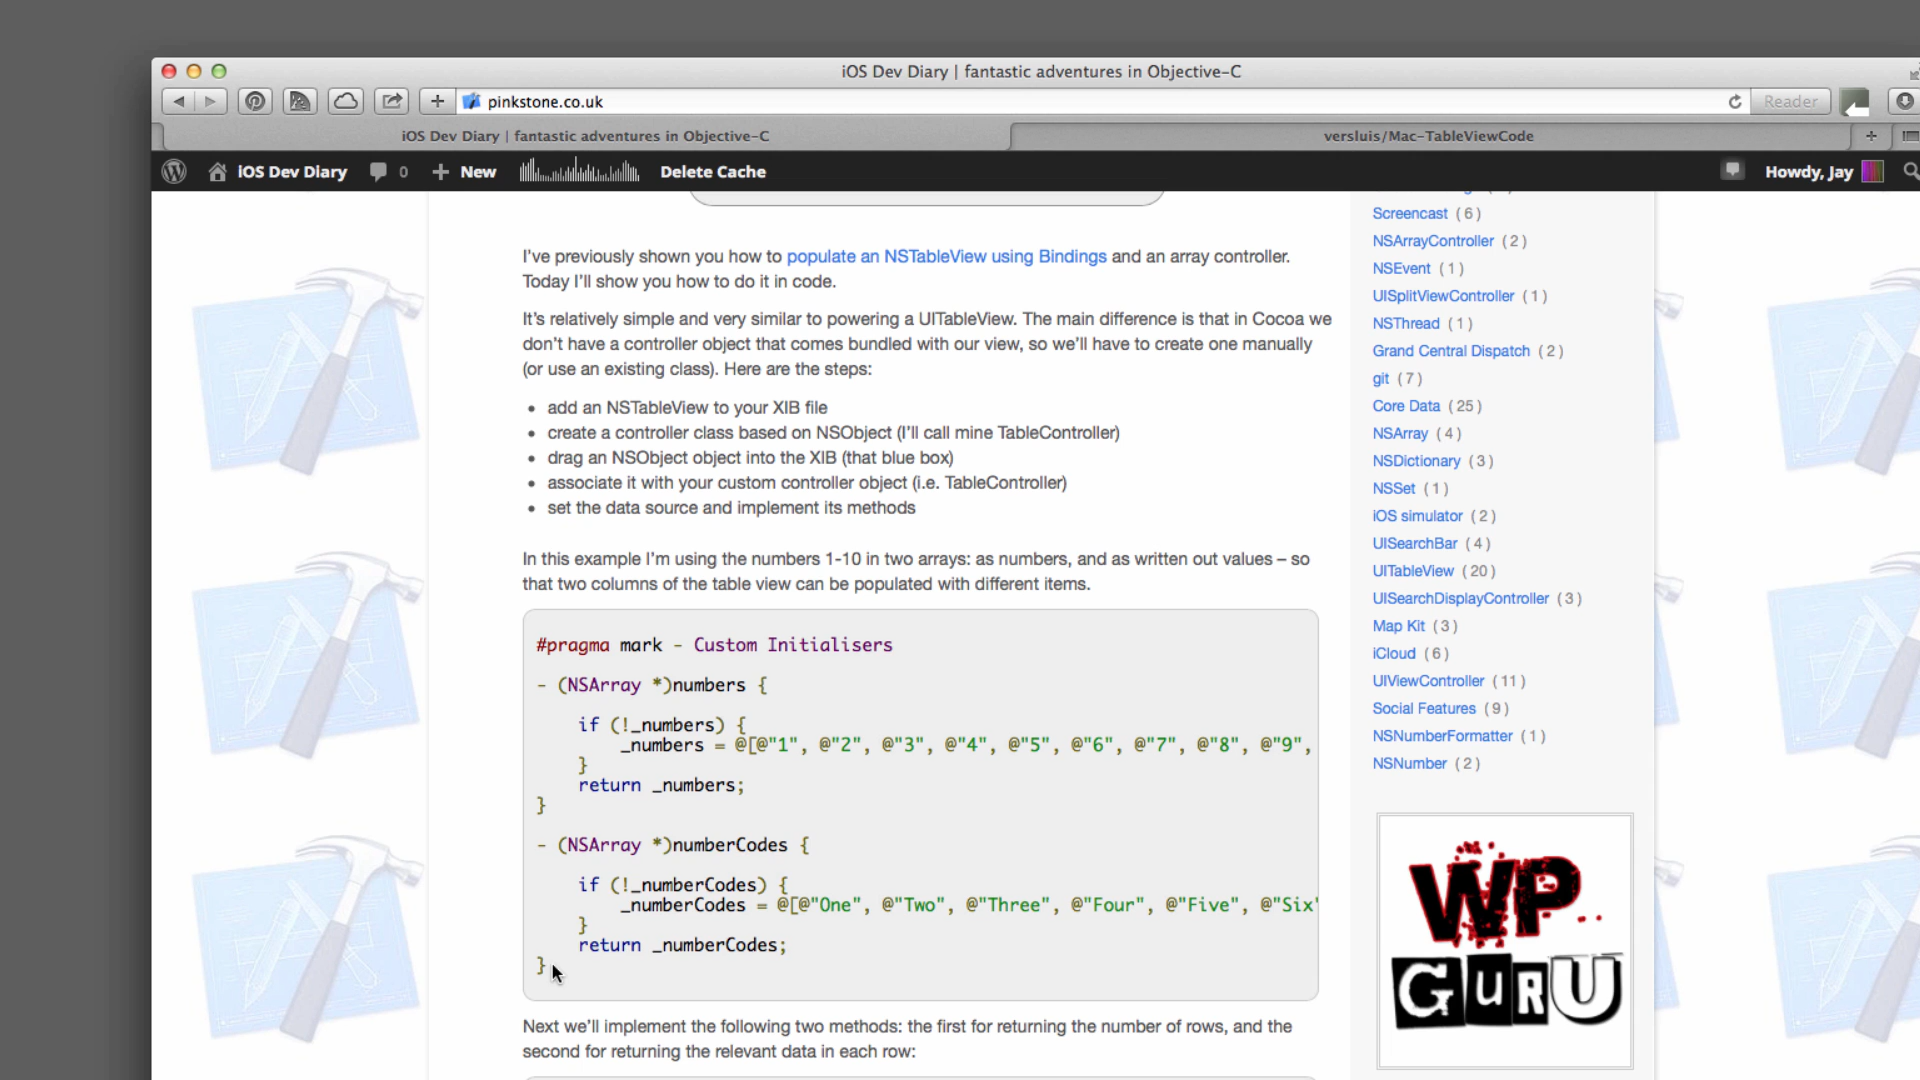 iOS Dev Diary | fantastic adventures in Objective-C
pinkstone.co.uk
Reader
iOS Dev Diary | fantastic adventures in Objective-C
versluis/Mac-TableViewCode
iOS Dev Diary
0
New
Delete Cache
Howdy, Jay
I've previously shown you how to populate an NSTableView using Bindings and an array controller.
Today I'll show you how to do it in code.
It's relatively simple and very similar to powering a UITableView. The main difference is that in Cocoa we
don't have a controller object that comes bundled with our view, so we'll have to create one manually
(or use an existing class). Here are the steps:
• add an NSTableView to your XIB file
• create a controller class based on NSObject (I'll call mine TableController)
• drag an NSObject object into the XIB (that blue box)
• associate it with your custom controller object (i.e. TableController)
• set the data source and implement its methods
In this example I'm using the numbers 1-10 in two arrays: as numbers, and as written out values – so
that two columns of the table view can be populated with different items.
#pragma mark - Custom Initialisers
- (NSArray *)numbers {
if (!_numbers) {
_numbers = @[@"1", @"2", @"3", @"4", @"5", @"6", @"7", @"8", @"9",
}
return _numbers;
}
- (NSArray *)numberCodes {
if (!_numberCodes) {
_numberCodes = @[@"One", @"Two", @"Three", @"Four", @"Five", @"Six"
}
return _numberCodes;
}
Next we'll implement the following two methods: the first for returning the number of rows, and the
second for returning the relevant data in each row:
Screencast (6)
NSArrayController (2)
NSEvent (1)
UISplitViewController (1)
NSThread (1)
Grand Central Dispatch (2)
git (7)
Core Data (25)
NSArray (4)
NSDictionary (3)
NSSet (1)
iOS simulator (2)
UISearchBar (4)
UITableView (20)
UISearchDisplayController (3)
Map Kit (3)
iCloud (6)
UIViewController (11)
Social Features (9)
NSNumberFormatter (1)
NSNumber (2)
WP
GURU